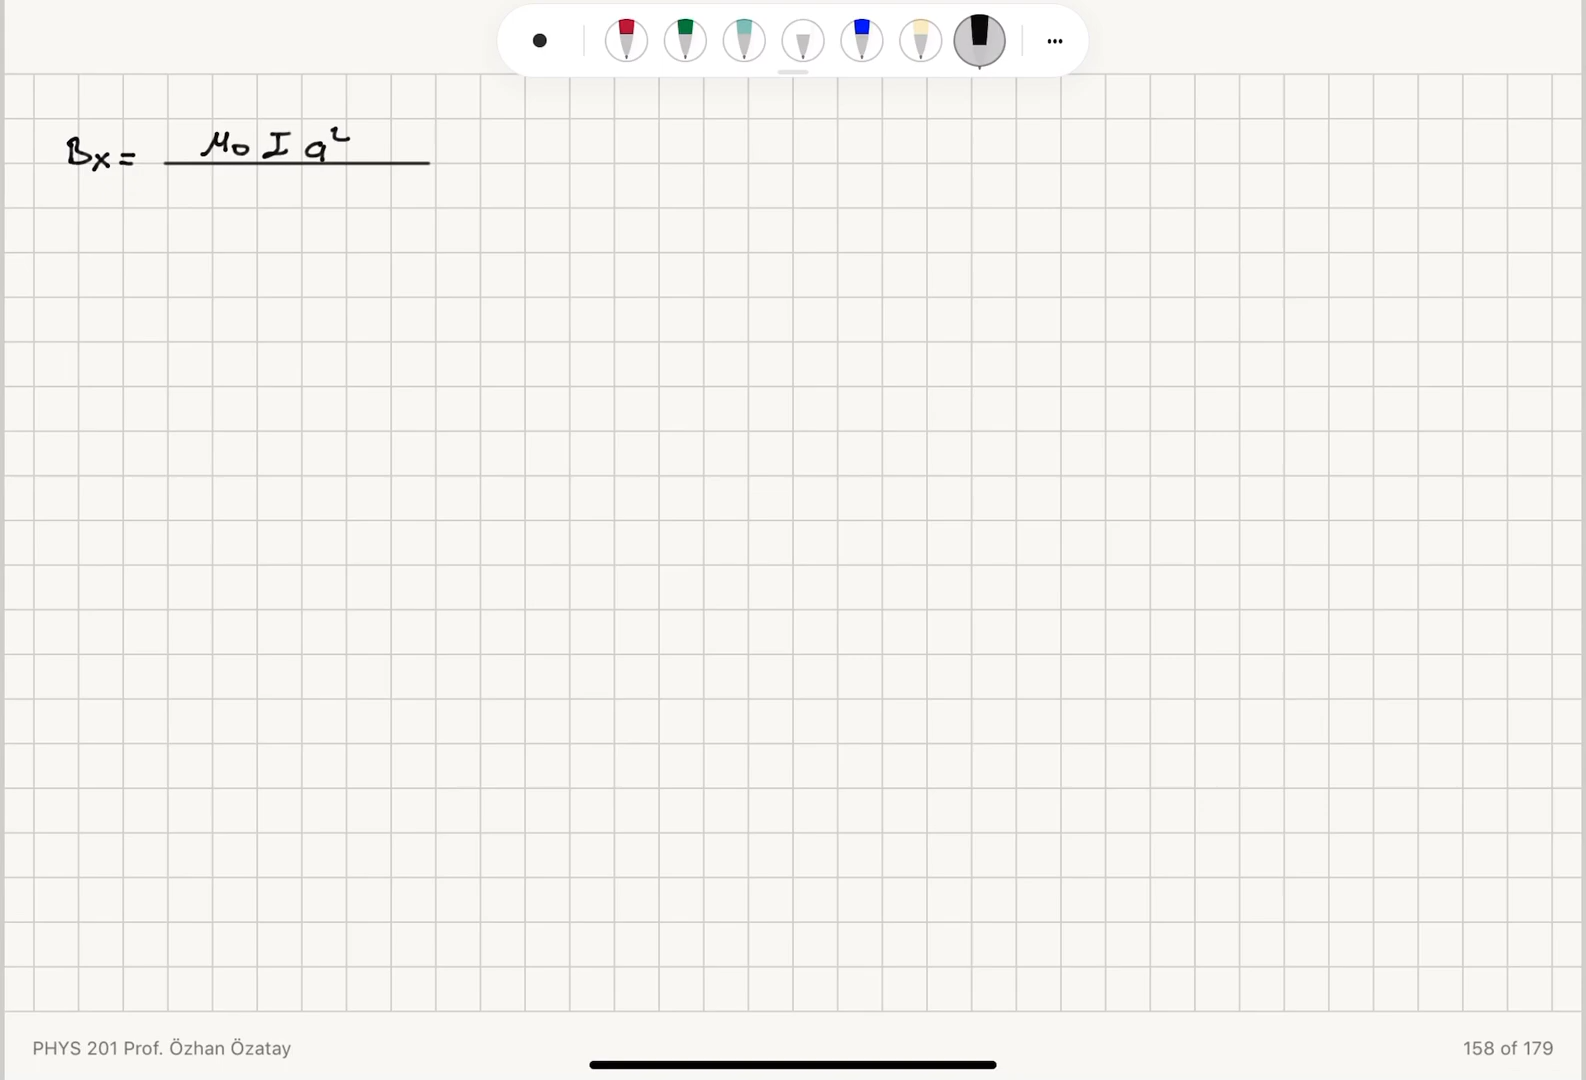 Bx = μ0 I a²
PHYS 201 Prof. Özhan Özatay
158 of 179